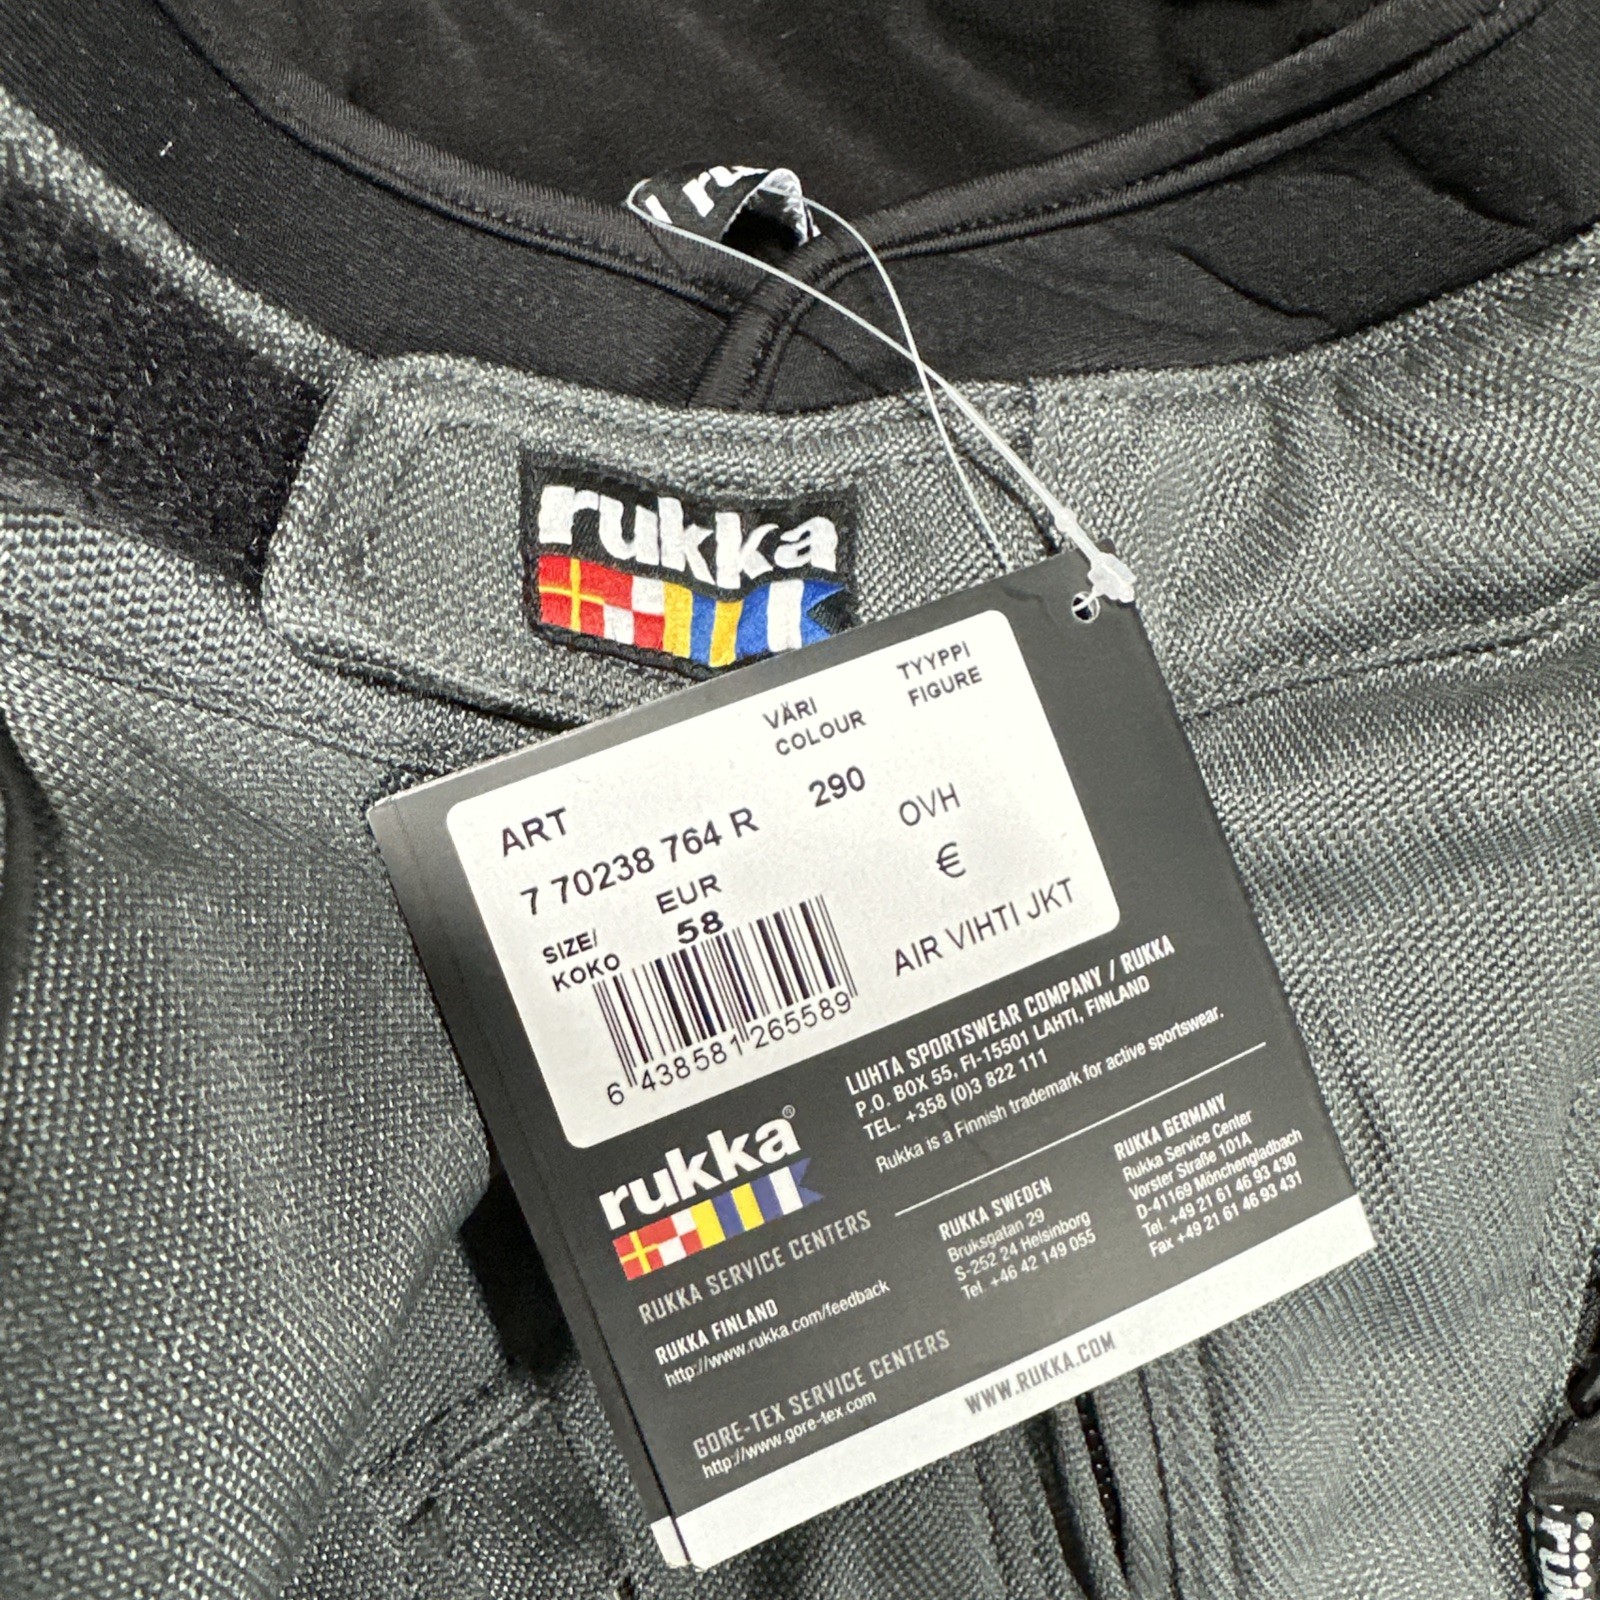 rukka
VÄRI
COLOUR
TYYPPI
FIGURE
ART
7 70238 764 R
290
OVH
€
EUR
58
SIZE/
KOKO
AIR VIHTI JKT
6 438581 265589
LUHTA SPORTSWEAR COMPANY / RUKKA
P.O. BOX 55, FI-15501 LAHTI, FINLAND
TEL. +358 (0)3 822 111
Rukka is a Finnish trademark for active sportswear.
rukka®
RUKKA SERVICE CENTERS
RUKKA FINLAND
http://www.rukka.com/feedback
RUKKA SWEDEN
Bruksgatan 29
S-252 24 Helsinborg
Tel. +46 42 149 055
RUKKA GERMANY
Rukka Service Center
Vorster Straße 101A
D-41169 Mönchengladbach
Tel. +49 21 61 46 93 430
Fax +49 21 61 46 93 431
GORE-TEX SERVICE CENTERS
http://www.gore-tex.com
WWW.RUKKA.COM